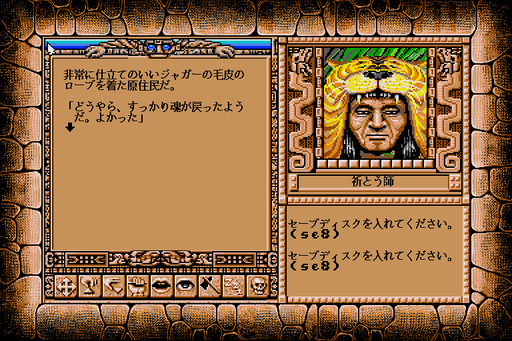 非常に仕立てのいいジャガーの毛皮の
ローブを着た原住民だ。
「どうやら、すっかり魂が戻ったよう
だ。よかった」
祈とう師
セーブディスクを入れてください。
(se8)
セーブディスクを入れてください。
(se8)